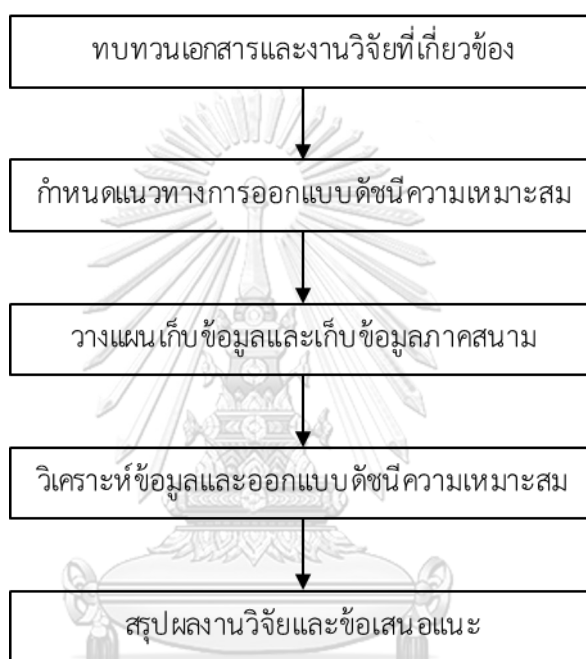 ทบทวนเอกสารและงานวิจัยที่เกี่ยวข้อง
กำหนดแนวทางการออกแบบดัชนีความเหมาะสม
วางแผนเก็บข้อมูลและเก็บข้อมูลภาคสนาม
วิเคราะห์ข้อมูลและออกแบบดัชนีความเหมาะสม
สรุปผลงานวิจัยและข้อเสนอแนะ